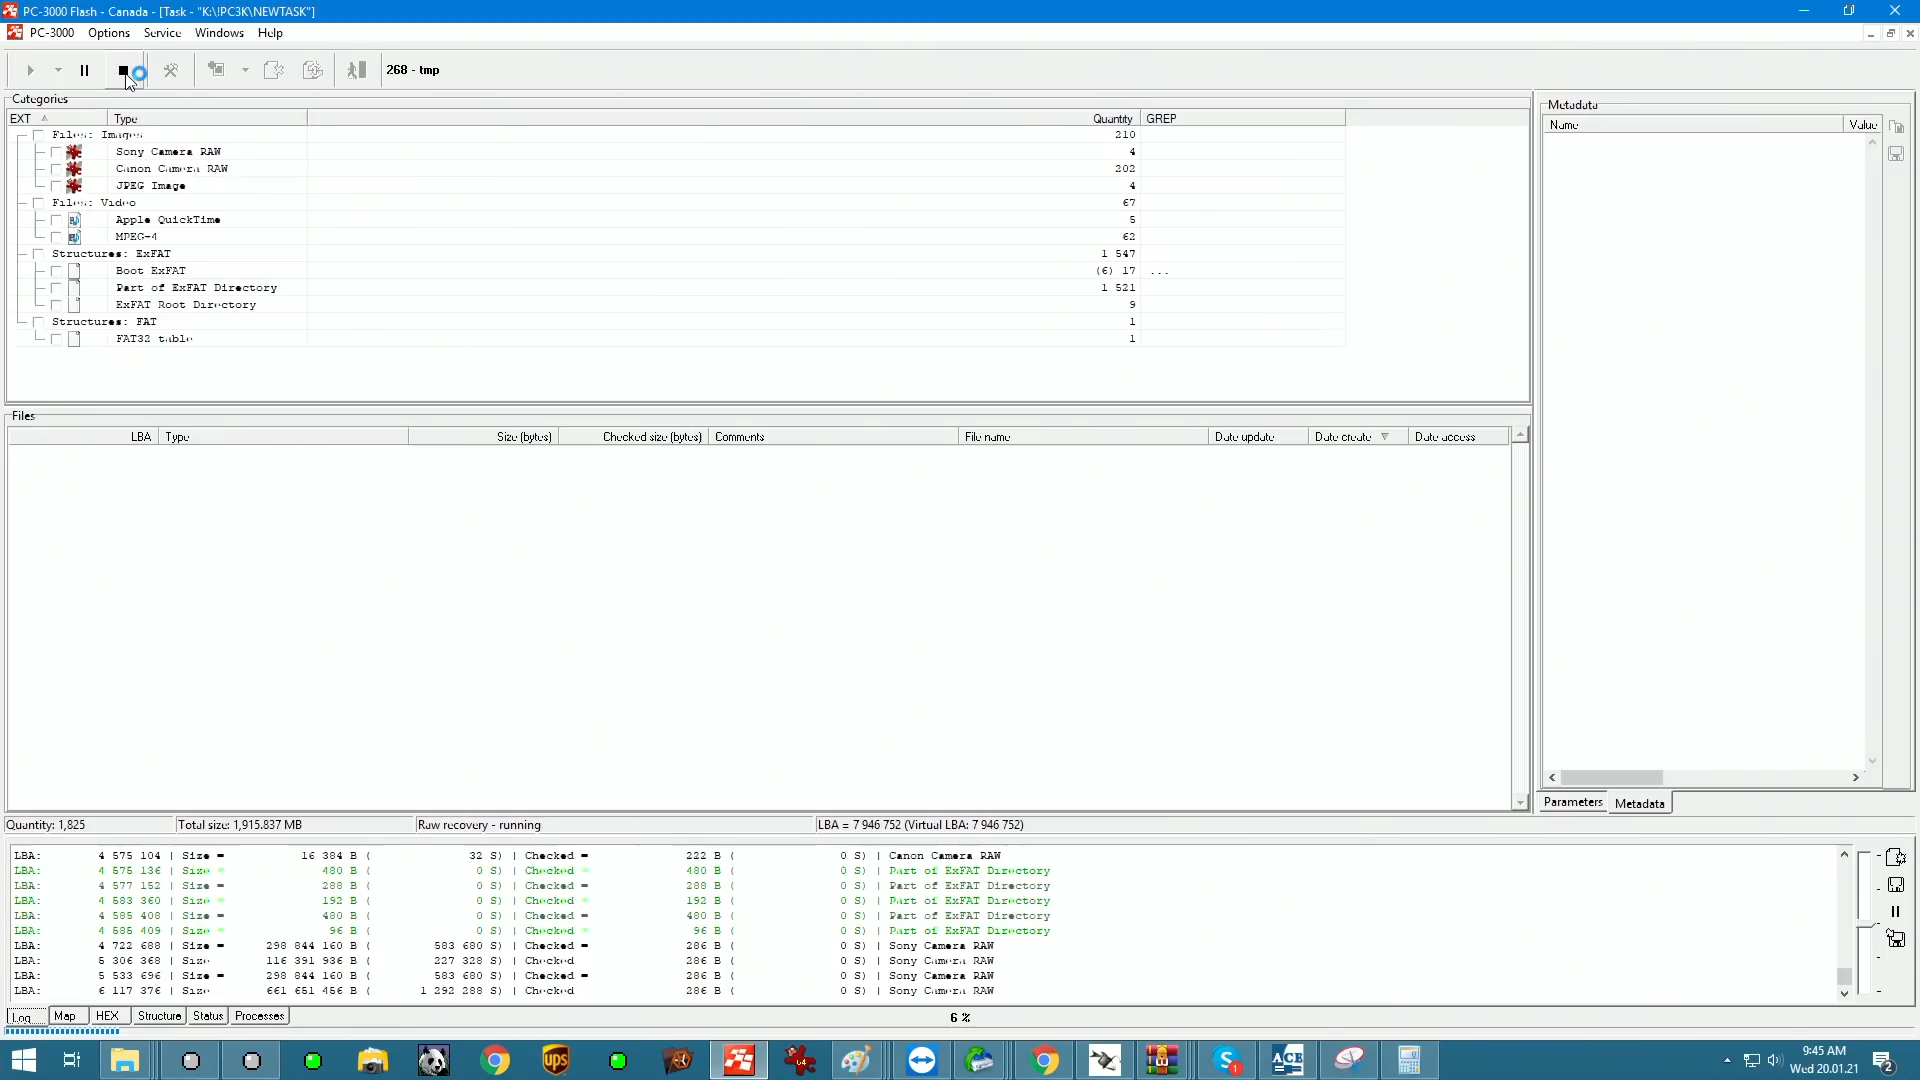 PC-3000 Flash - Canada - [Task - "K:\!PC3K\NEWTASK"]
PC-3000 Options Service Windows Help
268 - tmp
Categories
EXT Type Quantity GREP
Files: Images 210
Sony Camera RAW 4
Canon Camera RAW 202
JPEG Image 4
Files: Video 67
Apple QuickTime 5
MPEG-4 62
Structures: ExFAT 1 547
Boot ExFAT (6) 17 ...
Part of ExFAT Directory 1 521
ExFAT Root Directory 9
Structures: FAT 1
FAT32 table 1
Metadata
Name Value
Files
LBA Type Size (bytes) Checked size (bytes) Comments File name Date update Date create Date access
Parameters Metadata
Quantity: 1,825 Total size: 1,915.837 MB Raw recovery - running LBA = 7 946 752 (Virtual LBA: 7 946 752)
LBA: 4 575 104 | Size = 16 384 B ( 32 S) | Checked = 222 B ( 0 S) | Canon Camera RAW
LBA: 4 575 136 | Size = 480 B ( 0 S) | Checked = 480 B ( 0 S) | Part of ExFAT Directory
LBA: 4 577 152 | Size = 288 B ( 0 S) | Checked = 288 B ( 0 S) | Part of ExFAT Directory
LBA: 4 583 360 | Size = 192 B ( 0 S) | Checked = 192 B ( 0 S) | Part of ExFAT Directory
LBA: 4 585 408 | Size = 480 B ( 0 S) | Checked = 480 B ( 0 S) | Part of ExFAT Directory
LBA: 4 585 409 | Size = 96 B ( 0 S) | Checked = 96 B ( 0 S) | Part of ExFAT Directory
LBA: 4 722 688 | Size = 298 844 160 B ( 583 680 S) | Checked = 286 B ( 0 S) | Sony Camera RAW
LBA: 5 306 368 | Size = 116 391 936 B ( 227 328 S) | Checked = 286 B ( 0 S) | Sony Camera RAW
LBA: 5 533 696 | Size = 298 844 160 B ( 583 680 S) | Checked = 286 B ( 0 S) | Sony Camera RAW
LBA: 6 117 376 | Size = 661 651 456 B ( 1 292 288 S) | Checked = 286 B ( 0 S) | Sony Camera RAW
Log Map HEX Structure Status Processes 6 %
ups
v4
S 1
ACE
9:45 AM
Wed 20.01.21
2